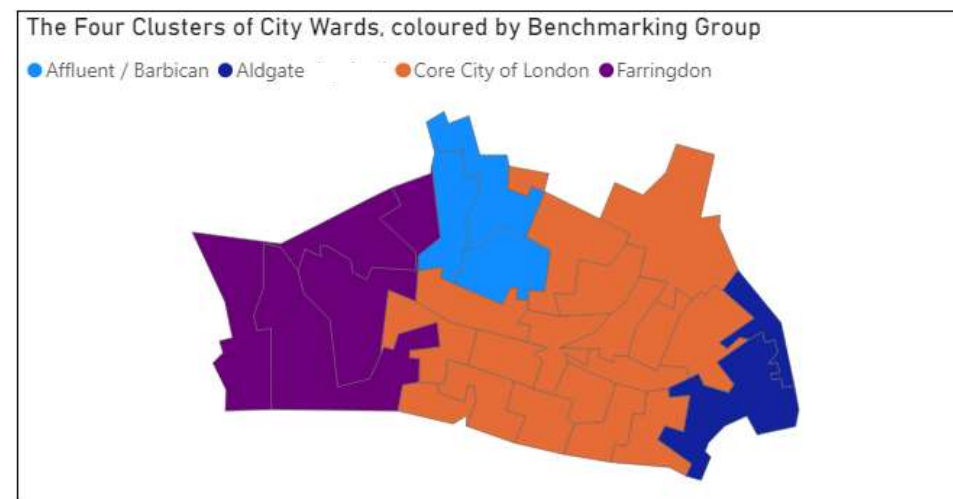 The Four Clusters of City Wards, coloured by Benchmarking Group
Affluent / Barbican Aldgate Core City of London Farringdon